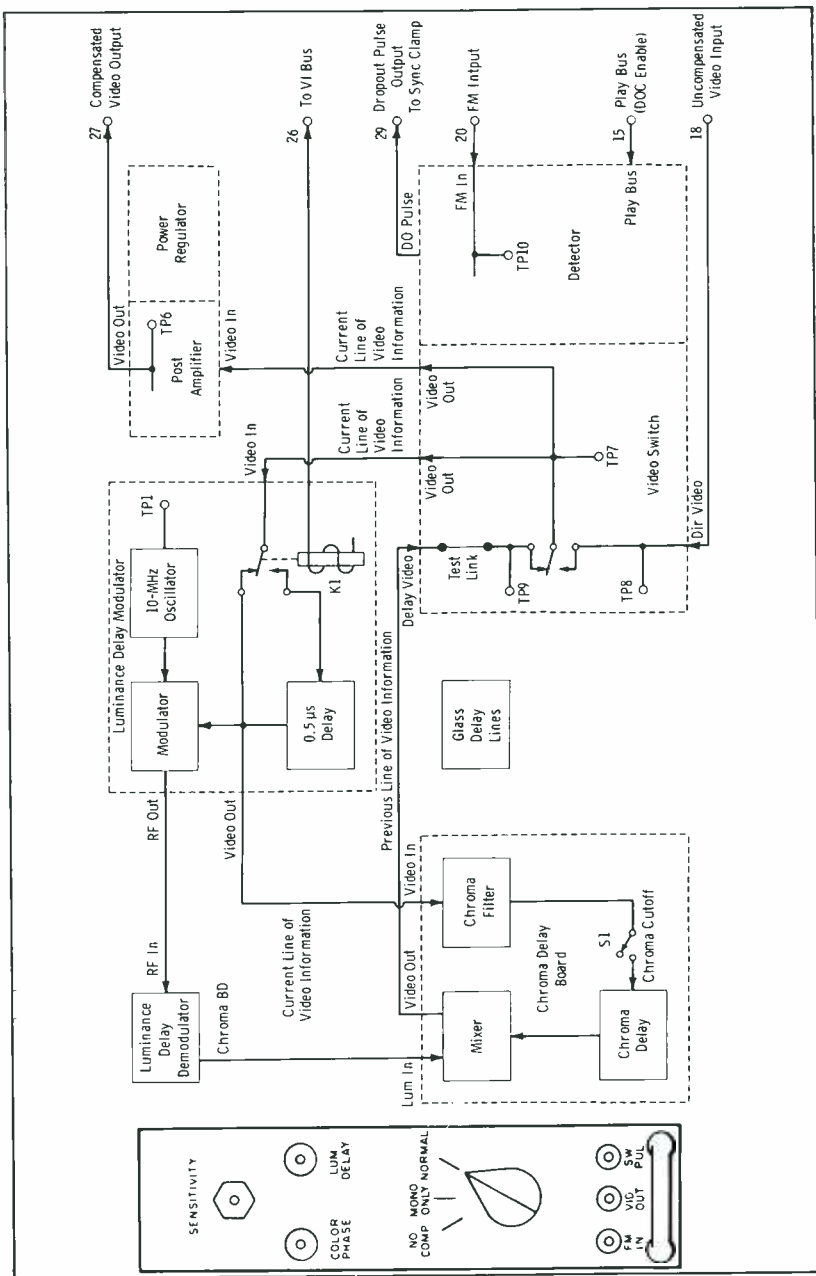 27
Compensated
Video Output
26
To VI Bus
29
Dropout Pulse
Output
To Sync Clamp
20
FM Intput
15
Play Bus
(DOC Enable)
18
Uncompensated
Video Input
Power
Regulator
Video Out
TP6
Post
Amplifier
Video In
DO Pulse
FM In
TP10
Play Bus
Detector
Current
Line of
Video
Information
Video
Out
Current
Line of
Video
Information
Video
Out
Video In
TP7
Video Switch
Dir Video
Delay Video
Test
Link
TP9
TP8
Luminance Delay Modulator
TP1
10-MHz
Oscillator
Modulator
K1
0.5 μs
Delay
RF Out
Video Out
Previous Line of Video Information
Glass
Delay
Lines
RF In
Current Line of
Video Information
Luminance
Delay
Demodulator
Chroma BD
Lum In
Video Out
Video In
Chroma
Filter
S1
Chroma Cutoff
Chroma Delay
Board
Mixer
Chroma
Delay
SENSITIVITY
COLOR
PHASE
LUM
DELAY
NO
COMP
MONO
ONLY
NORMAL
FM
IN
VID
OUT
SW
PUL